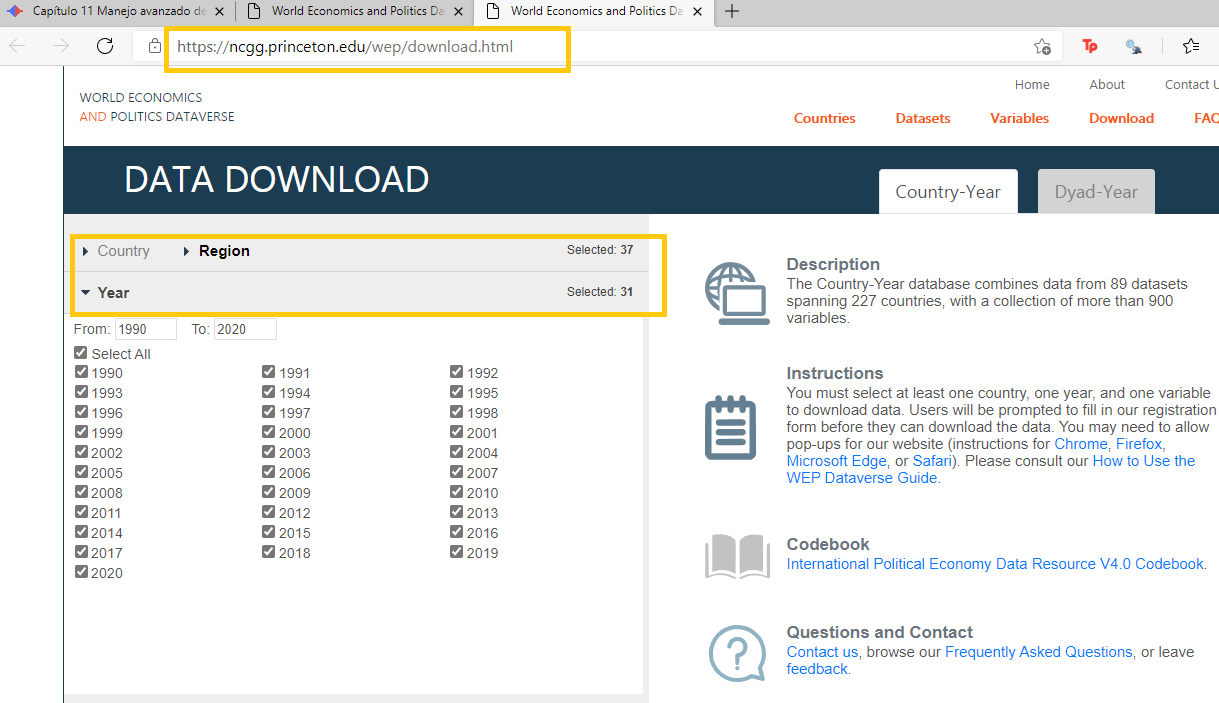 Capítulo 11 Manejo avanzado de
World Economics and Politics Da
World Economics and Politics Da
https://ncgg.princeton.edu/wep/download.html
Tp
WORLD ECONOMICS
AND POLITICS DATAVERSE
Home About Contact U
Countries Datasets Variables Download FAQ
DATA DOWNLOAD
Country-Year Dyad-Year
Country Region Selected: 37
Year Selected: 31
From: 1990 To: 2020
Select All
1990 1991 1992
1993 1994 1995
1996 1997 1998
1999 2000 2001
2002 2003 2004
2005 2006 2007
2008 2009 2010
2011 2012 2013
2014 2015 2016
2017 2018 2019
2020
Description
The Country-Year database combines data from 89 datasets
spanning 227 countries, with a collection of more than 900
variables.
Instructions
You must select at least one country, one year, and one variable
to download data. Users will be prompted to fill in our registration
form before they can download the data. You may need to allow
pop-ups for our website (instructions for Chrome, Firefox,
Microsoft Edge, or Safari). Please consult our How to Use the
WEP Dataverse Guide.
Codebook
International Political Economy Data Resource V4.0 Codebook.
Questions and Contact
Contact us, browse our Frequently Asked Questions, or leave
feedback.